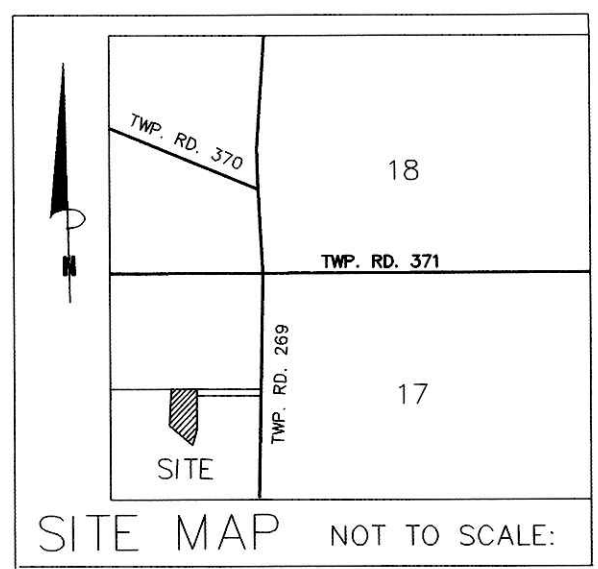 TWP. RD. 370
18
N
TWP. RD. 371
TWP. RD. 269
17
SITE
SITE MAP NOT TO SCALE: